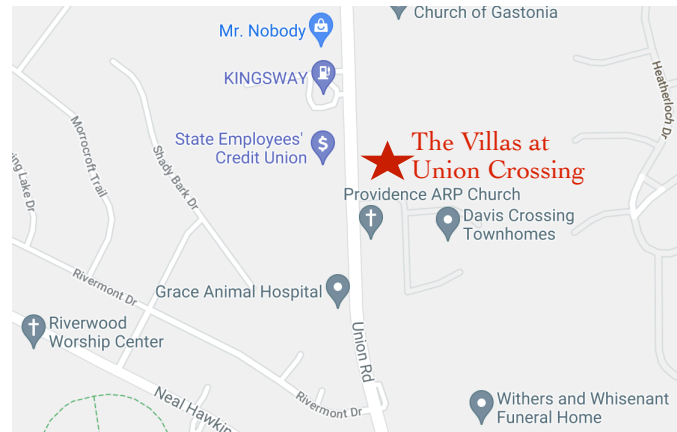 Church of Gastonia
Mr. Nobody
KINGSWAY
State Employees'
Credit Union
The Villas at
Union Crossing
Providence ARP Church
Davis Crossing
Townhomes
Heatherloch Dr
Morrocroft Trail
Shady Bark Dr
ing Lake Dr
Rivermont Dr
Grace Animal Hospital
Riverwood
Worship Center
Union Rd
Neal Hawkin
Rivermont Dr
Withers and Whisenant
Funeral Home